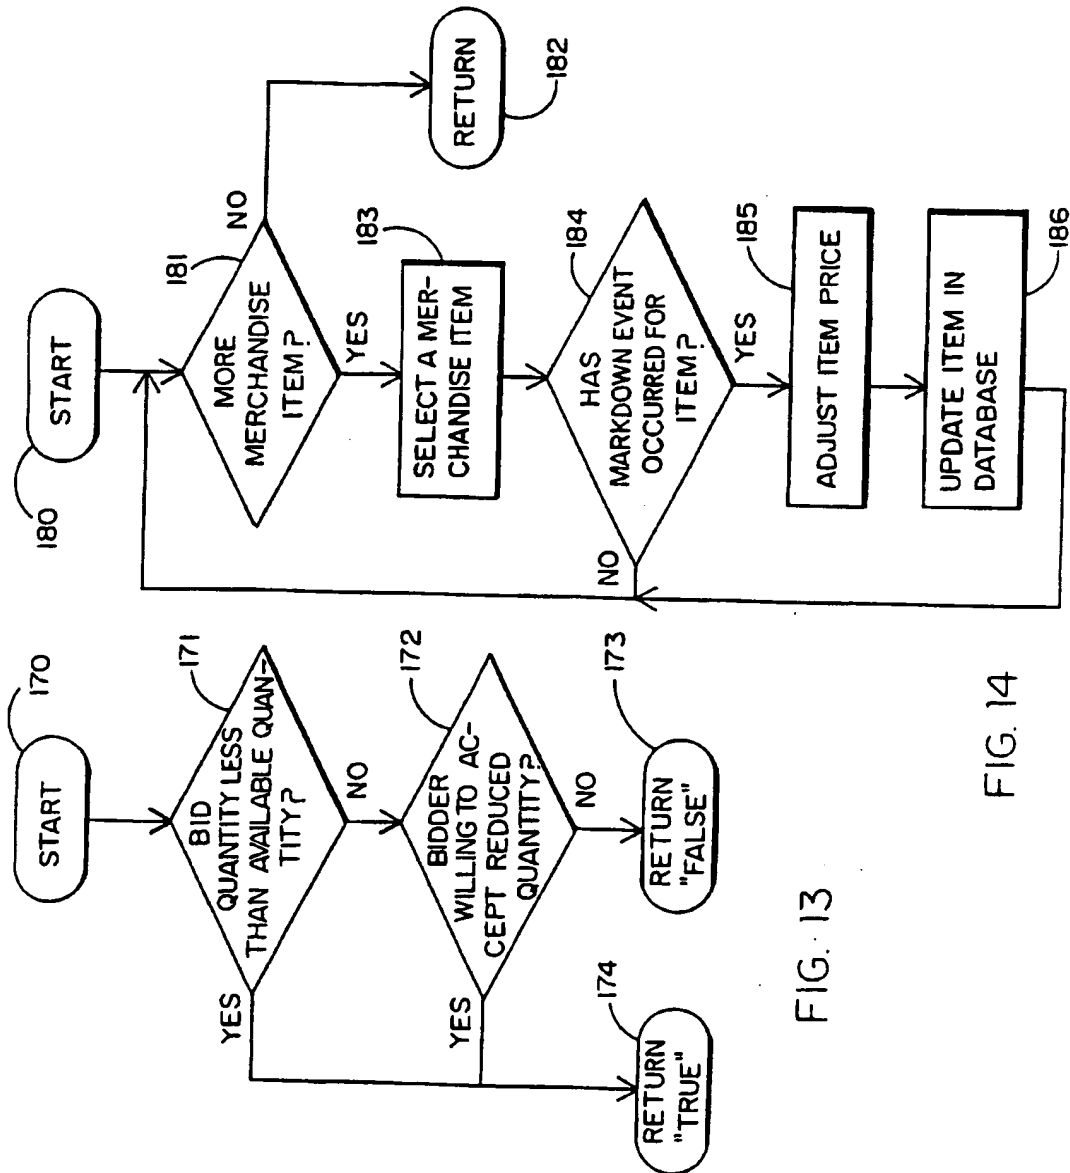 170
START
171
BID
QUANTITY LESS
THAN AVAILABLE QUAN-
TITY?
YES
NO
172
BIDDER
WILLING TO AC-
CEPT REDUCED
QUANTITY?
YES
NO
174
RETURN
"TRUE"
173
RETURN
"FALSE"
FIG. 13
180
START
181
MORE
MERCHANDISE
ITEM?
NO
YES
RETURN
182
183
SELECT A MER-
CHANDISE ITEM
184
HAS
MARKDOWN EVENT
OCCURRED FOR
ITEM?
NO
YES
185
ADJUST ITEM PRICE
186
UPDATE ITEM IN
DATABASE
FIG. 14